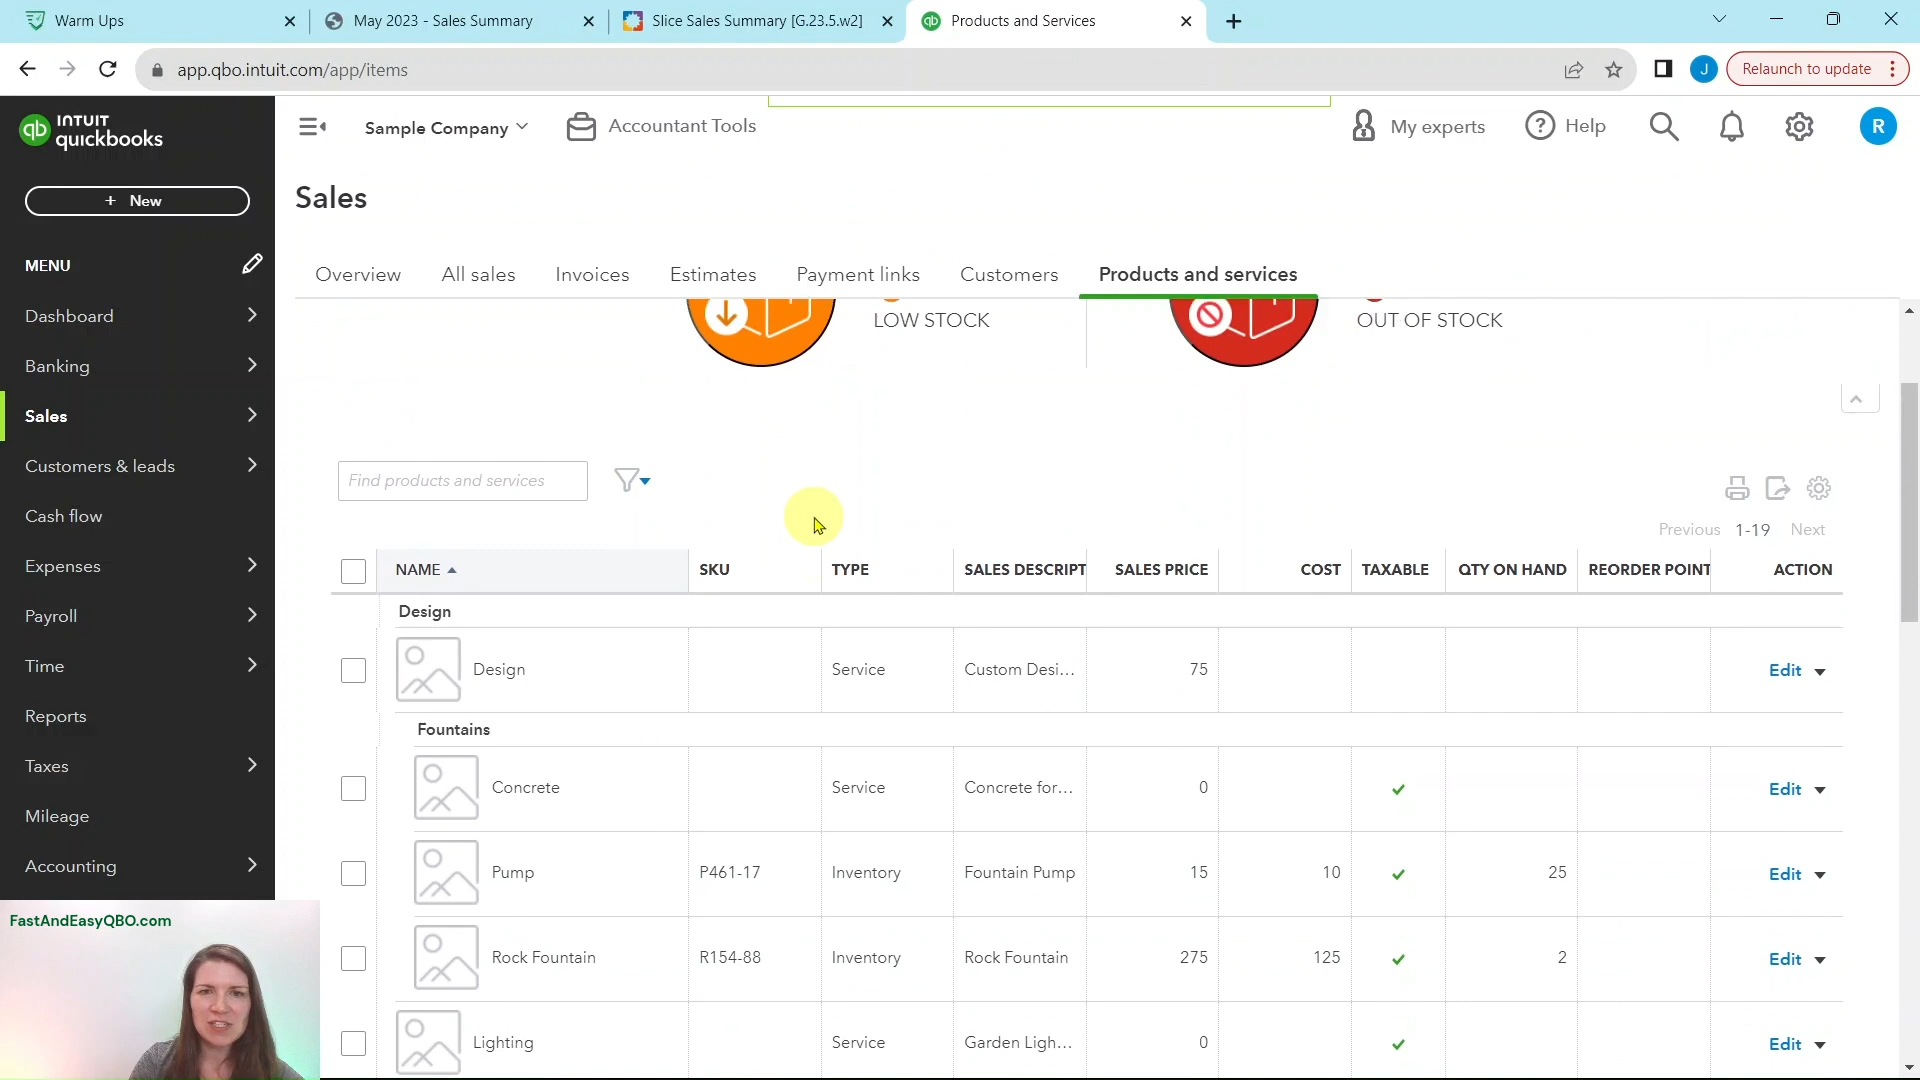 Warm Ups
May 2023 - Sales Summary
Slice Sales Summary [G.23.5.w2]
Products and Services
app.qbo.intuit.com/app/items
J
Relaunch to update
qb INTUIT quickbooks
Sample Company
Accountant Tools
My experts
Help
R
+ New
MENU
Dashboard
Banking
Sales
Customers & leads
Cash flow
Expenses
Payroll
Time
Reports
Taxes
Mileage
Accounting
FastAndEasyQBO.com
Sales
Overview All sales Invoices Estimates Payment links Customers Products and services
LOW STOCK OUT OF STOCK
Find products and services
Previous 1-19 Next
NAME SKU TYPE SALES DESCRIPT SALES PRICE COST TAXABLE QTY ON HAND REORDER POINT ACTION
Design
Design Service Custom Desi... 75 Edit
Fountains
Concrete Service Concrete for... 0 Edit
Pump P461-17 Inventory Fountain Pump 15 10 25 Edit
Rock Fountain R154-88 Inventory Rock Fountain 275 125 2 Edit
Lighting Service Garden Ligh... 0 Edit